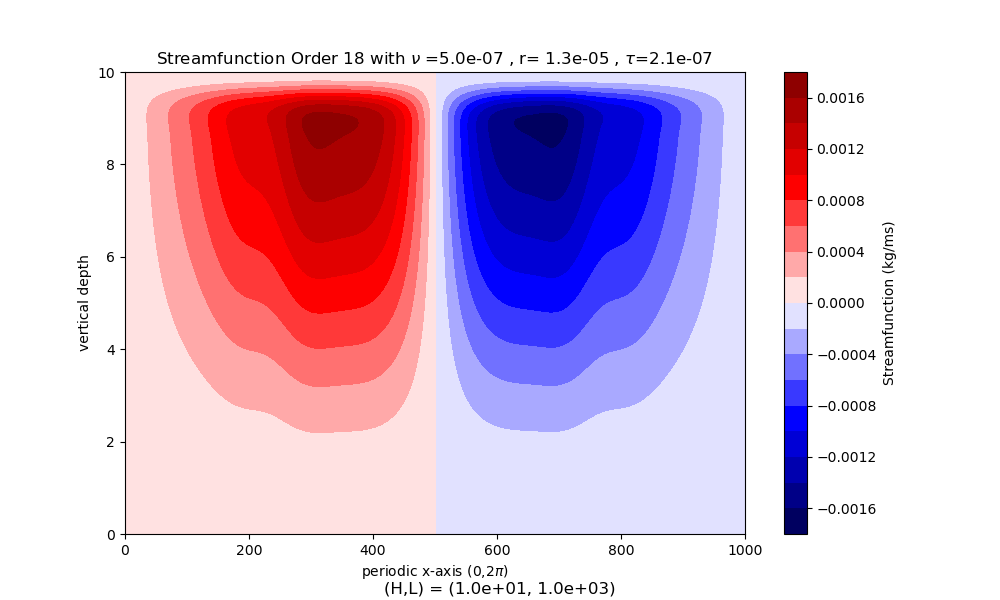 Streamfunction Order 18 with ν =5.0e-07 , r= 1.3e-05 , τ=2.1e-07
10
8
6
4
2
0
vertical depth
0 200 400 600 800 1000
periodic x-axis (0,2π)
(H,L) = (1.0e+01, 1.0e+03)
0.0016
0.0012
0.0008
0.0004
0.0000
−0.0004
−0.0008
−0.0012
−0.0016
Streamfunction (kg/ms)